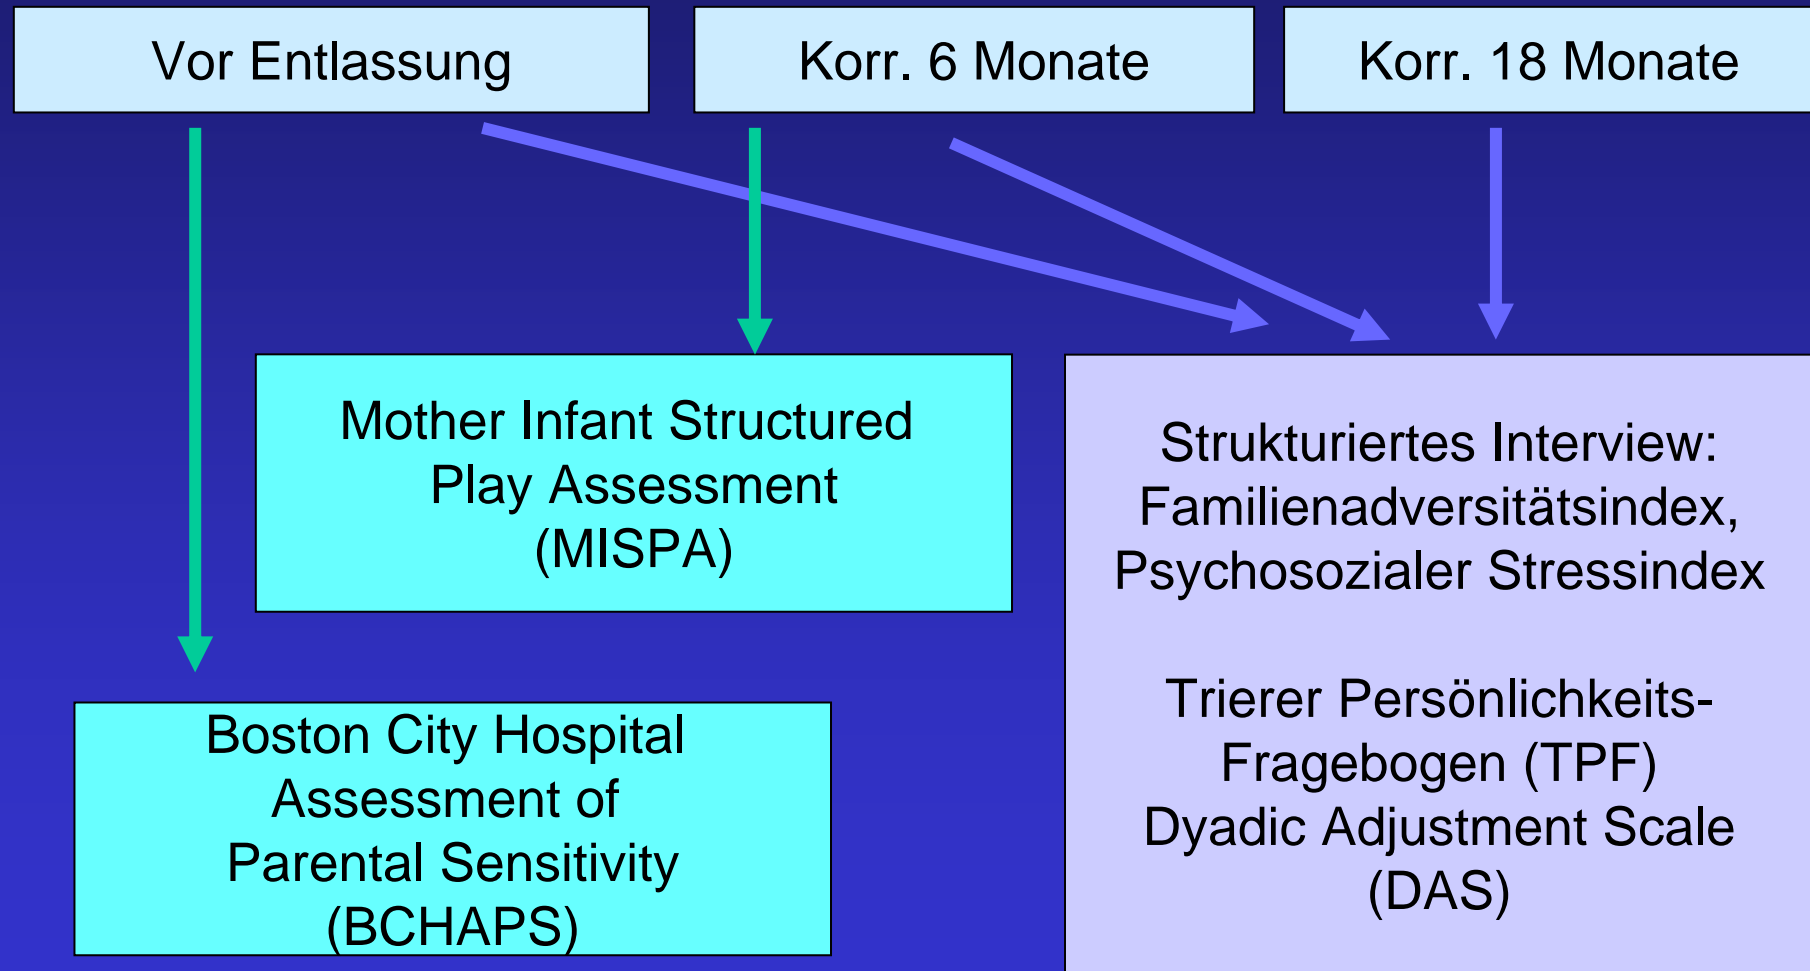 Vor Entlassung
Korr. 6 Monate
Korr. 18 Monate
Mother Infant Structured
Play Assessment
(MISPA)
Strukturiertes Interview:
Familienadversitätsindex,
Psychosozialer Stressindex
Trierer Persönlichkeits-
Fragebogen (TPF)
Dyadic Adjustment Scale
(DAS)
Boston City Hospital
Assessment of
Parental Sensitivity
(BCHAPS)